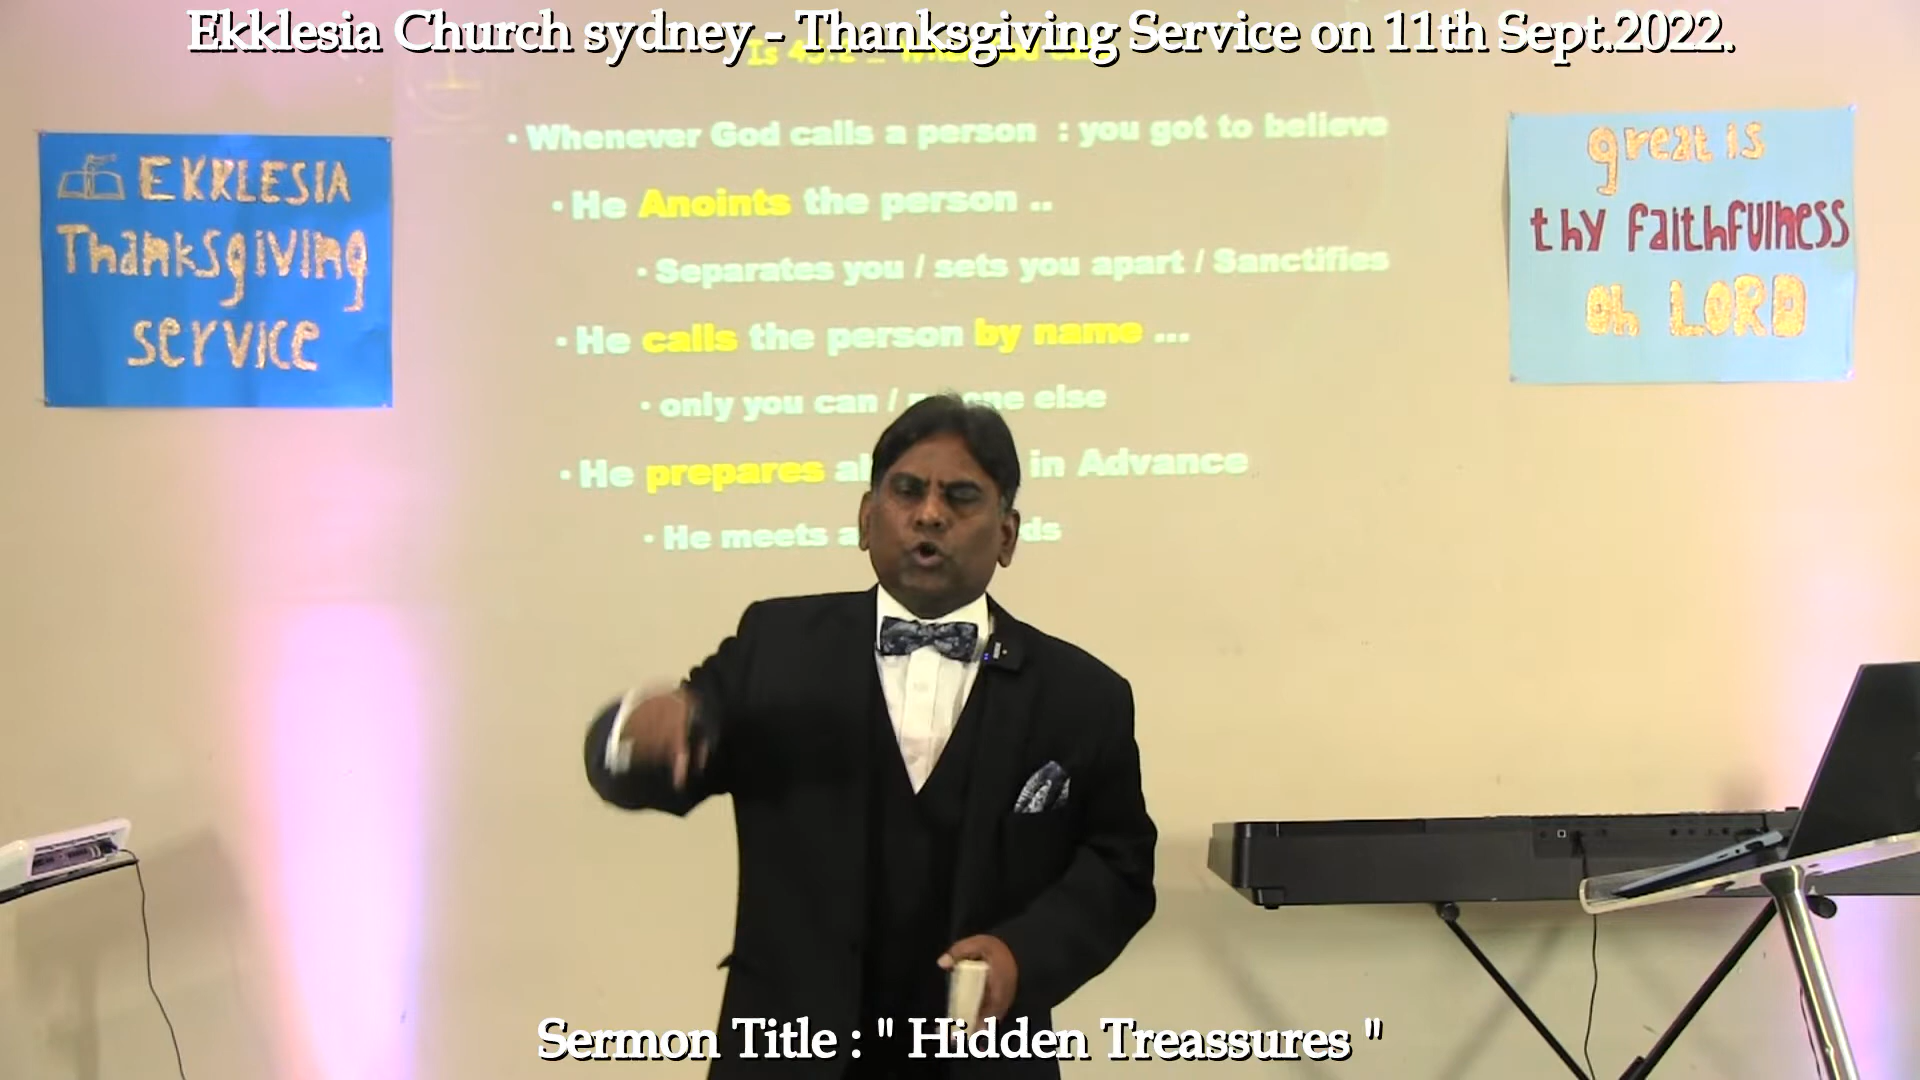 Ekklesia Church sydney - Thanksgiving Service on 11th Sept.2022.
• Whenever God calls a person : you got to believe
• He Anoints the person ..
• Separates you / sets you apart / Sanctifies
• He calls the person by name ...
• only you can / else
• He prepares in Advance
• He meets
EKKLESIA
Thanksgiving
service
great is
thy faithfulness
oh LORD
Sermon Title : " Hidden Treassures "